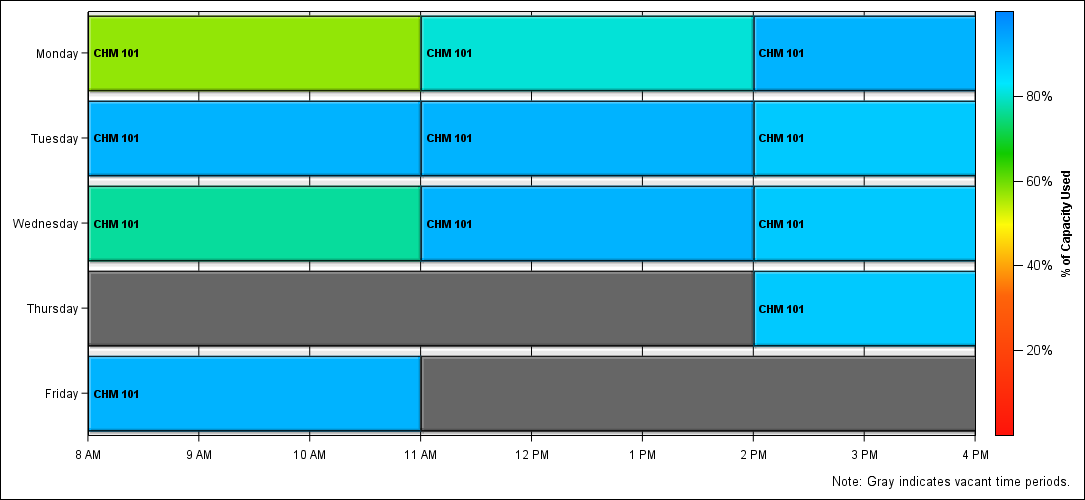 Monday
CHM 101
CHM 101
CHM 101
Tuesday
CHM 101
CHM 101
CHM 101
Wednesday
CHM 101
CHM 101
CHM 101
Thursday
CHM 101
Friday
CHM 101
8 AM
9 AM
10 AM
11 AM
12 PM
1 PM
2 PM
3 PM
4 PM
80%
60%
40%
20%
% of Capacity Used
Note: Gray indicates vacant time periods.